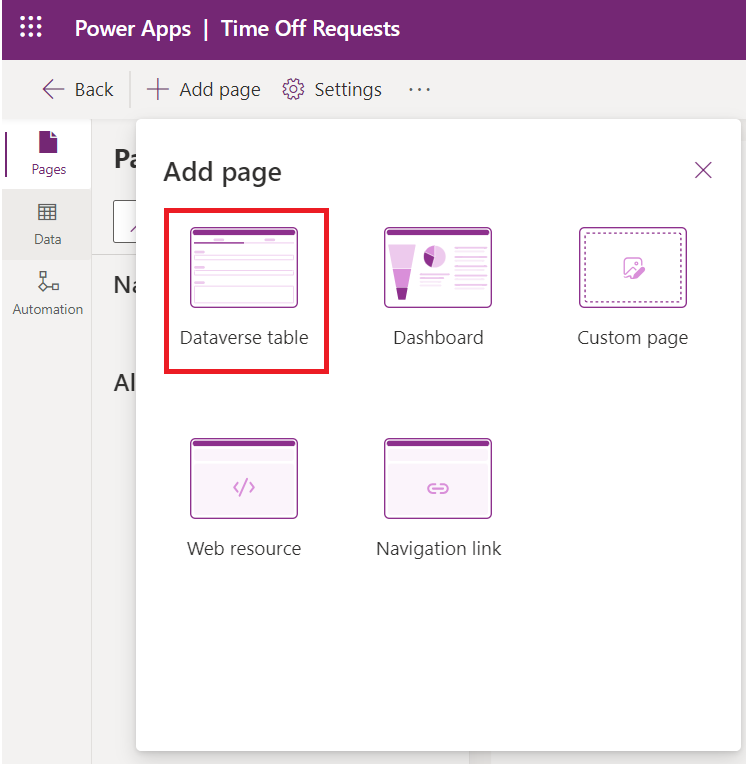 Power Apps | Time Off Requests
Back
Add page
Settings
...
Pages
Data
Automation
Add page
Dataverse table
Dashboard
Custom page
Web resource
Navigation link